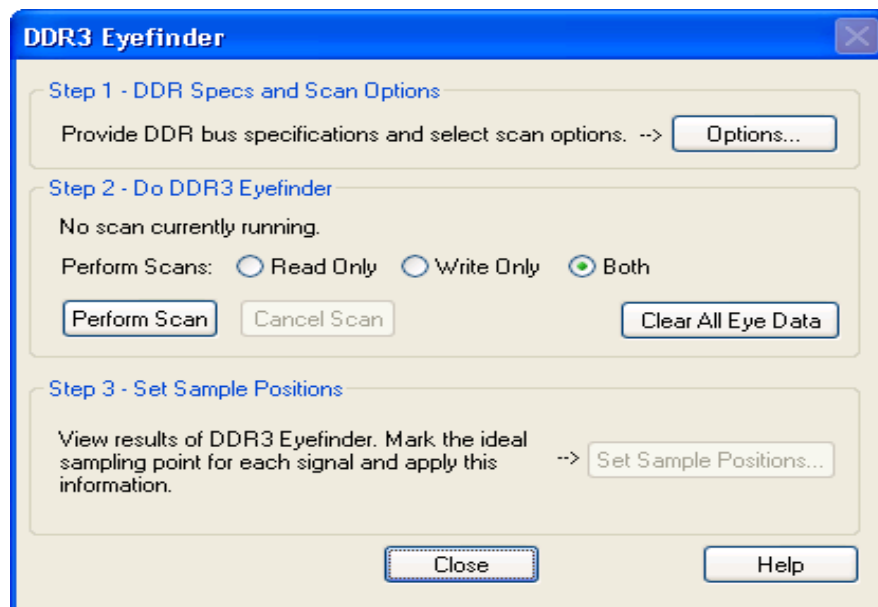 DDR3 Eyefinder
Step 1 - DDR Specs and Scan Options
Provide DDR bus specifications and select scan options. --> Options...
Step 2 - Do DDR3 Eyefinder
No scan currently running.
Perform Scans: Read Only Write Only Both
Perform Scan Cancel Scan Clear All Eye Data
Step 3 - Set Sample Positions
View results of DDR3 Eyefinder. Mark the ideal
sampling point for each signal and apply this
information.
--> Set Sample Positions...
Close Help